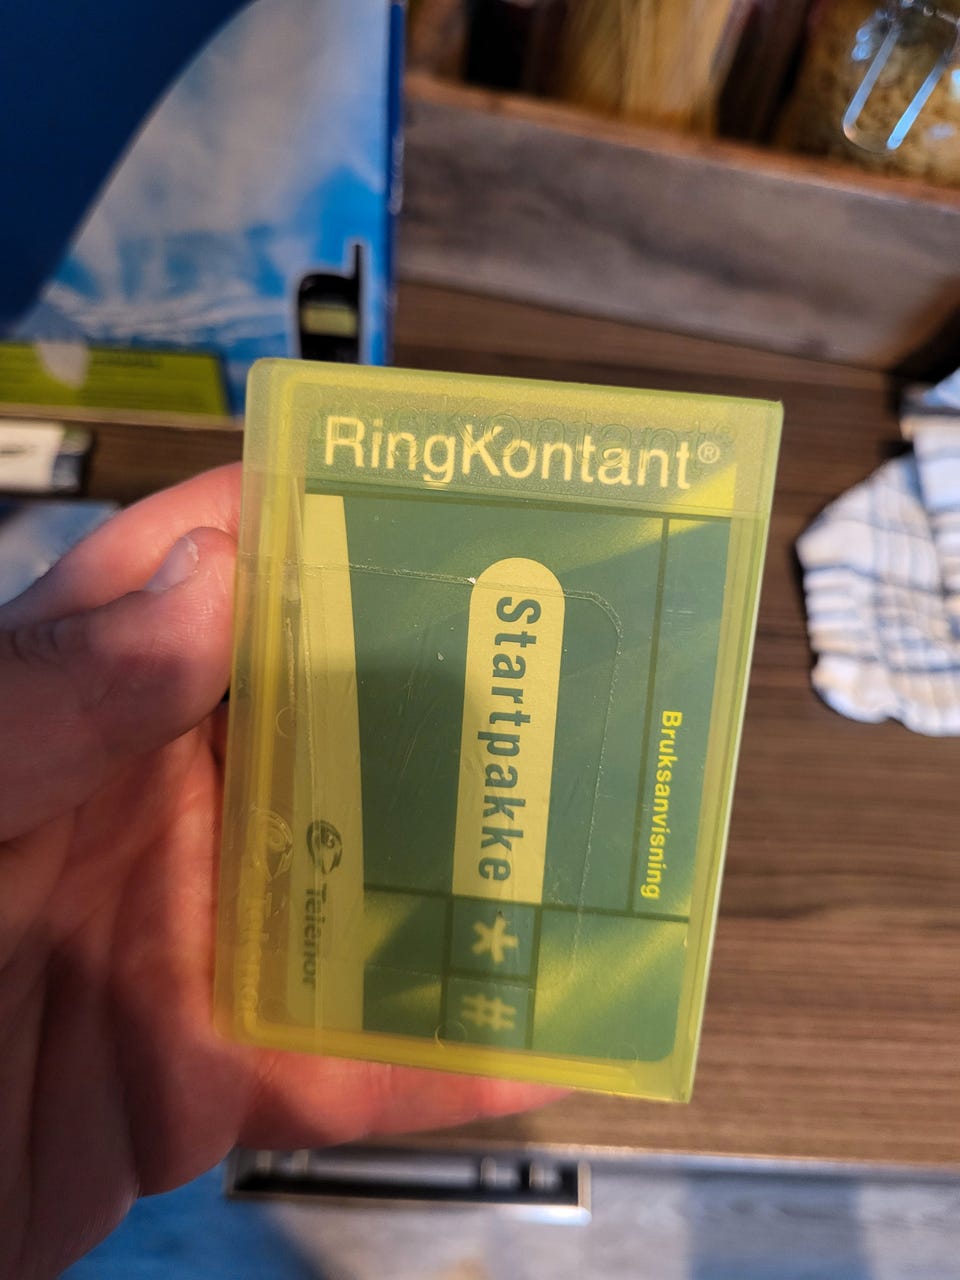 RingKontant®
Startpakke
*
#
Bruksanvisning
Telenor